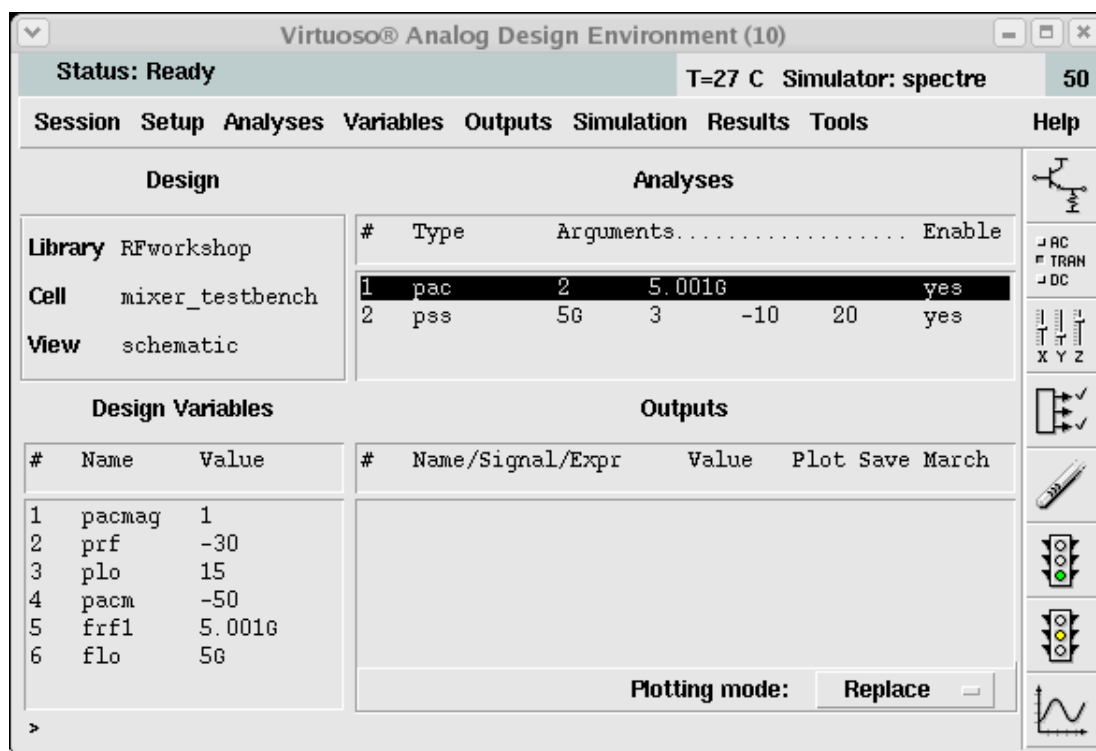 Virtuoso® Analog Design Environment (10)
Status: Ready
T=27 C Simulator: spectre 50
Session Setup Analyses Variables Outputs Simulation Results Tools Help
Design
Library RFworkshop
Cell mixer_testbench
View schematic
Analyses
# Type Arguments.................. Enable
1 pac 2 5.001G yes
2 pss 5G 3 -10 20 yes
AC
TRAN
DC
X Y Z
Design Variables
# Name Value
1 pacmag 1
2 prf -30
3 plo 15
4 pacm -50
5 frf1 5.001G
6 flo 5G
Outputs
# Name/Signal/Expr Value Plot Save March
Plotting mode: Replace
>